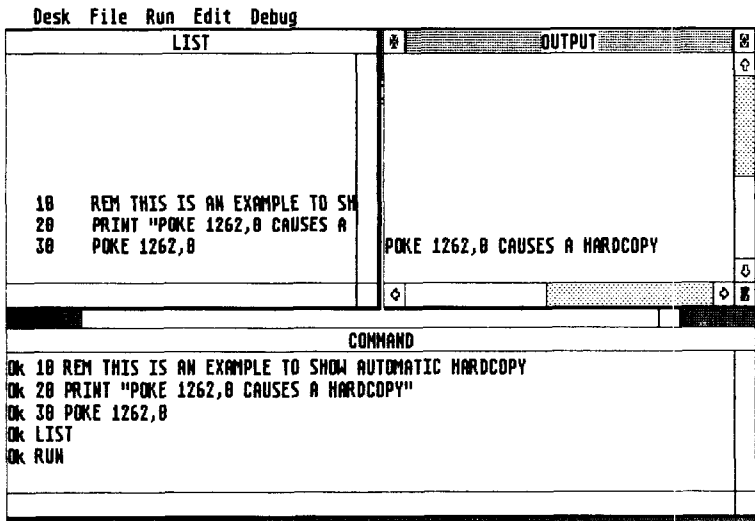 Desk File Run Edit Debug
LIST
OUTPUT
10 REM THIS IS AN EXAMPLE TO SH
20 PRINT "POKE 1262,0 CAUSES A
30 POKE 1262,0
POKE 1262,0 CAUSES A HARDCOPY
COMMAND
Ok 10 REM THIS IS AN EXAMPLE TO SHOW AUTOMATIC HARDCOPY
Ok 20 PRINT "POKE 1262,0 CAUSES A HARDCOPY"
Ok 30 POKE 1262,0
Ok LIST
Ok RUN